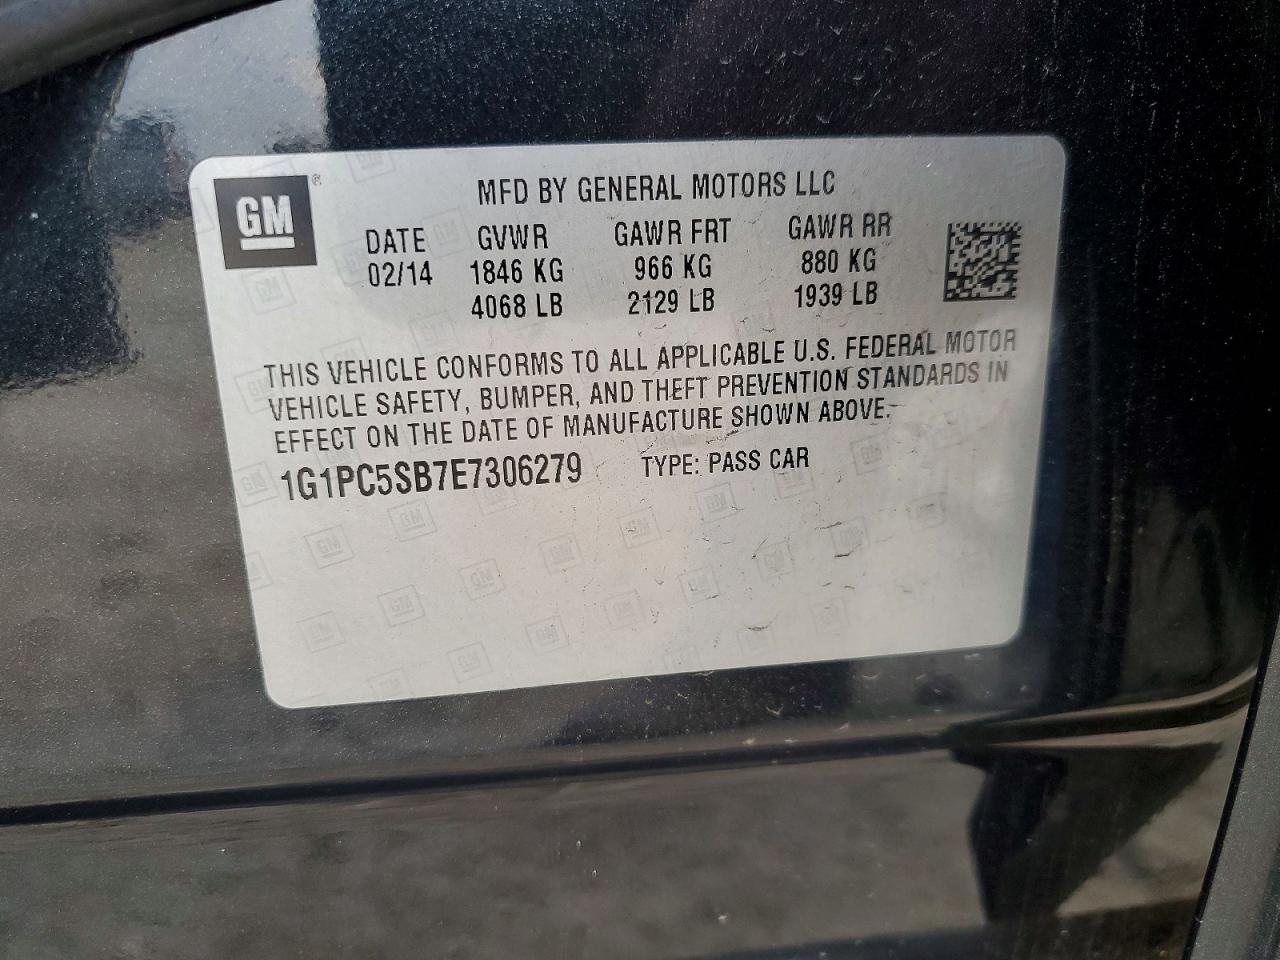 GM®
MFD BY GENERAL MOTORS LLC
DATE GVWR GAWR FRT GAWR RR
02/14 1846 KG 966 KG 880 KG
4068 LB 2129 LB 1939 LB
THIS VEHICLE CONFORMS TO ALL APPLICABLE U.S. FEDERAL MOTOR
VEHICLE SAFETY, BUMPER, AND THEFT PREVENTION STANDARDS IN
EFFECT ON THE DATE OF MANUFACTURE SHOWN ABOVE.
1G1PC5SB7E7306279 TYPE: PASS CAR